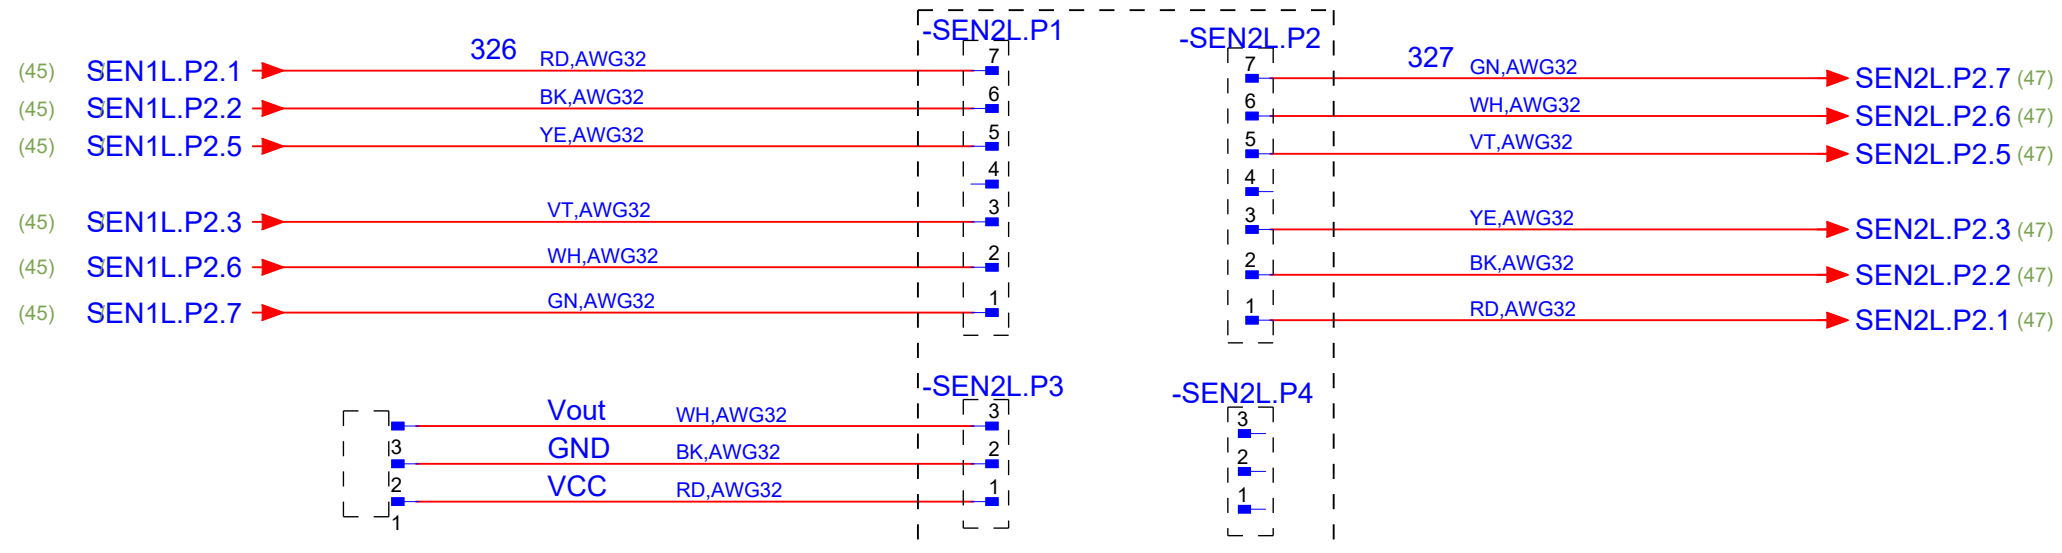 -SEN2L.P1
-SEN2L.P2
326
RD,AWG32
7
(45) SEN1L.P2.1
BK,AWG32
6
(45) SEN1L.P2.2
YE,AWG32
5
(45) SEN1L.P2.5
4
VT,AWG32
3
(45) SEN1L.P2.3
WH,AWG32
2
(45) SEN1L.P2.6
GN,AWG32
1
(45) SEN1L.P2.7
327
7
GN,AWG32
SEN2L.P2.7 (47)
6
WH,AWG32
SEN2L.P2.6 (47)
5
VT,AWG32
SEN2L.P2.5 (47)
4
3
YE,AWG32
SEN2L.P2.3 (47)
2
BK,AWG32
SEN2L.P2.2 (47)
1
RD,AWG32
SEN2L.P2.1 (47)
-SEN2L.P3
Vout WH,AWG32
3
3
GND BK,AWG32
2
2
VCC RD,AWG32
1
1
-SEN2L.P4
3
2
1